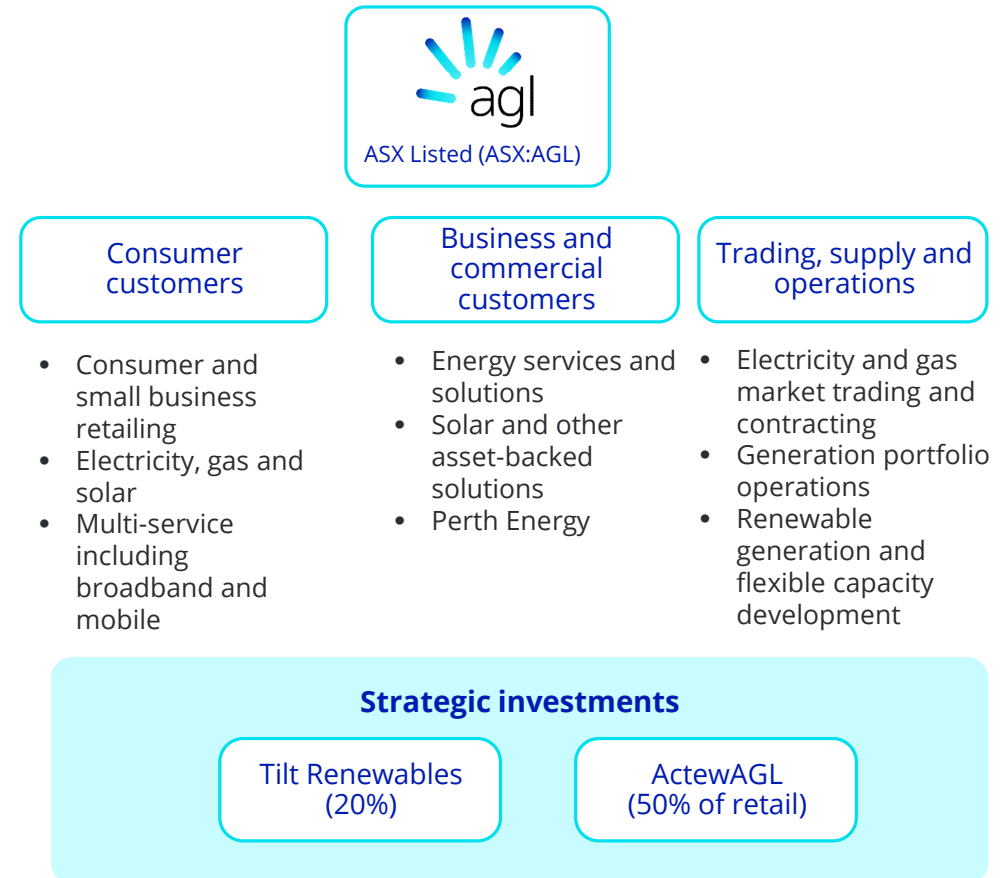 agl
ASX Listed (ASX:AGL)
Consumer
customers
Business and
commercial
customers
Trading, supply and
operations
• Consumer and
small business
retailing
• Electricity, gas and
solar
• Multi-service
including
broadband and
mobile
• Energy services and
solutions
• Solar and other
asset-backed
solutions
• Perth Energy
• Electricity and gas
market trading and
contracting
• Generation portfolio
operations
• Renewable
generation and
flexible capacity
development
Strategic investments
Tilt Renewables
(20%)
ActewAGL
(50% of retail)